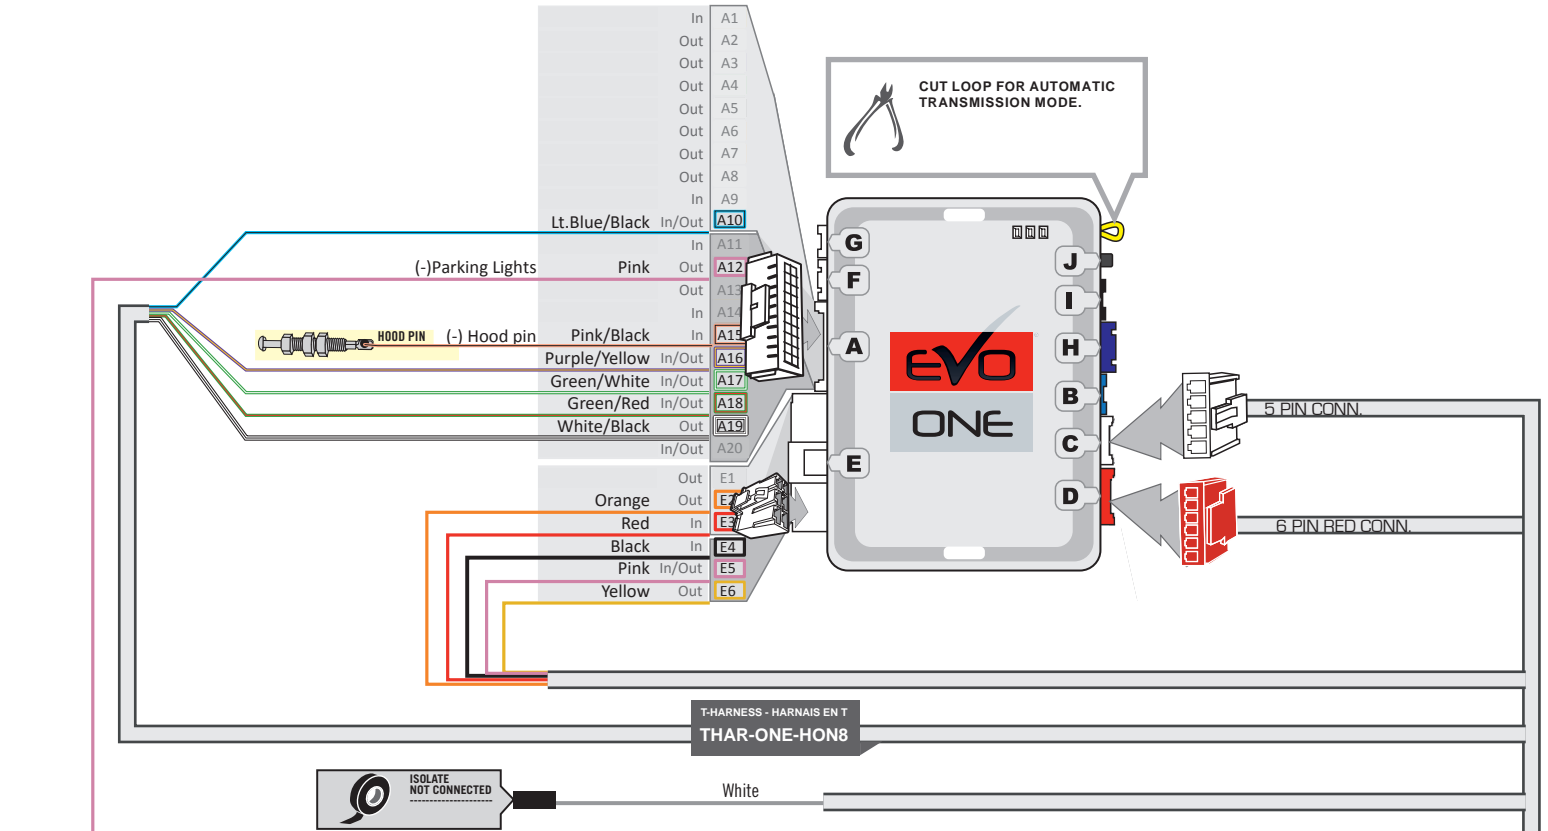 In A1
Out A2
Out A3
Out A4
Out A5
Out A6
Out A7
Out A8
In A9
Lt.Blue/Black In/Out A10
In A11
(-)Parking Lights Pink Out A12
Out A13
In A14
HOOD PIN (-) Hood pin Pink/Black In A15
Purple/Yellow In/Out A16
Green/White In/Out A17
Green/Red In/Out A18
White/Black Out A19
In/Out A20
Out E1
Orange Out E2
Red In E3
Black In E4
Pink In/Out E5
Yellow Out E6
CUT LOOP FOR AUTOMATIC
TRANSMISSION MODE.
G
F
A
E
J
I
H
B
C
D
EVO
ONE
5 PIN CONN.
6 PIN RED CONN.
T-HARNESS - HARNAIS EN T
THAR-ONE-HON8
ISOLATE
NOT CONNECTED
White